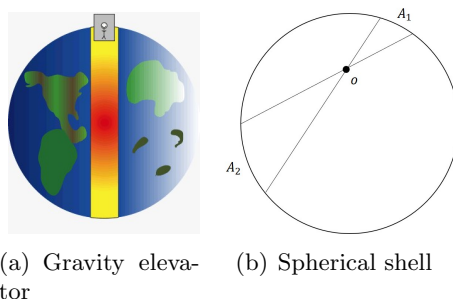 A₁
o
A₂
(a) Gravity eleva-
tor
(b) Spherical shell